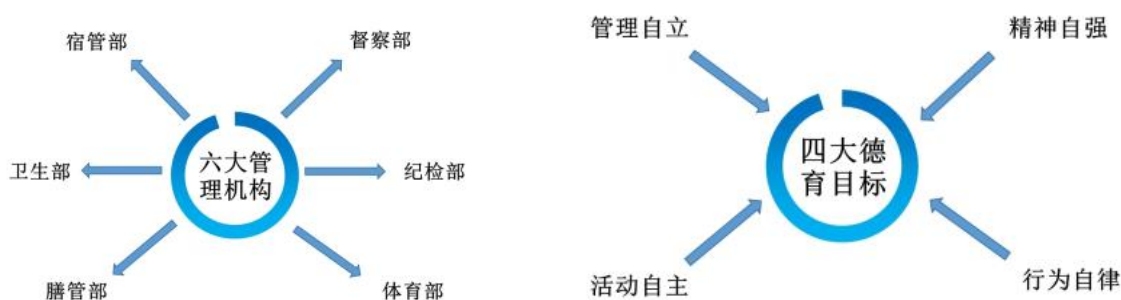 宿管部
督察部
六大管
理机构
卫生部
纪检部
膳管部
体育部
管理自立
精神自强
四大德
育目标
活动自主
行为自律